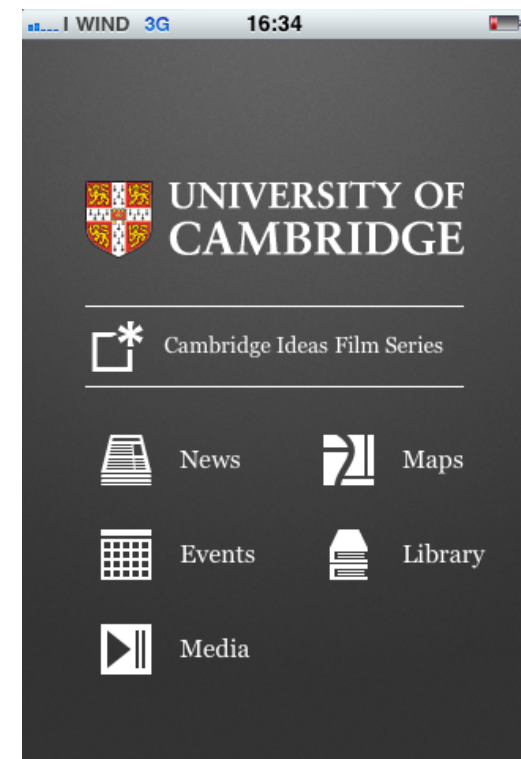 I WIND 3G 16:34
UNIVERSITY OF
CAMBRIDGE
Cambridge Ideas Film Series
News Maps
Events Library
Media